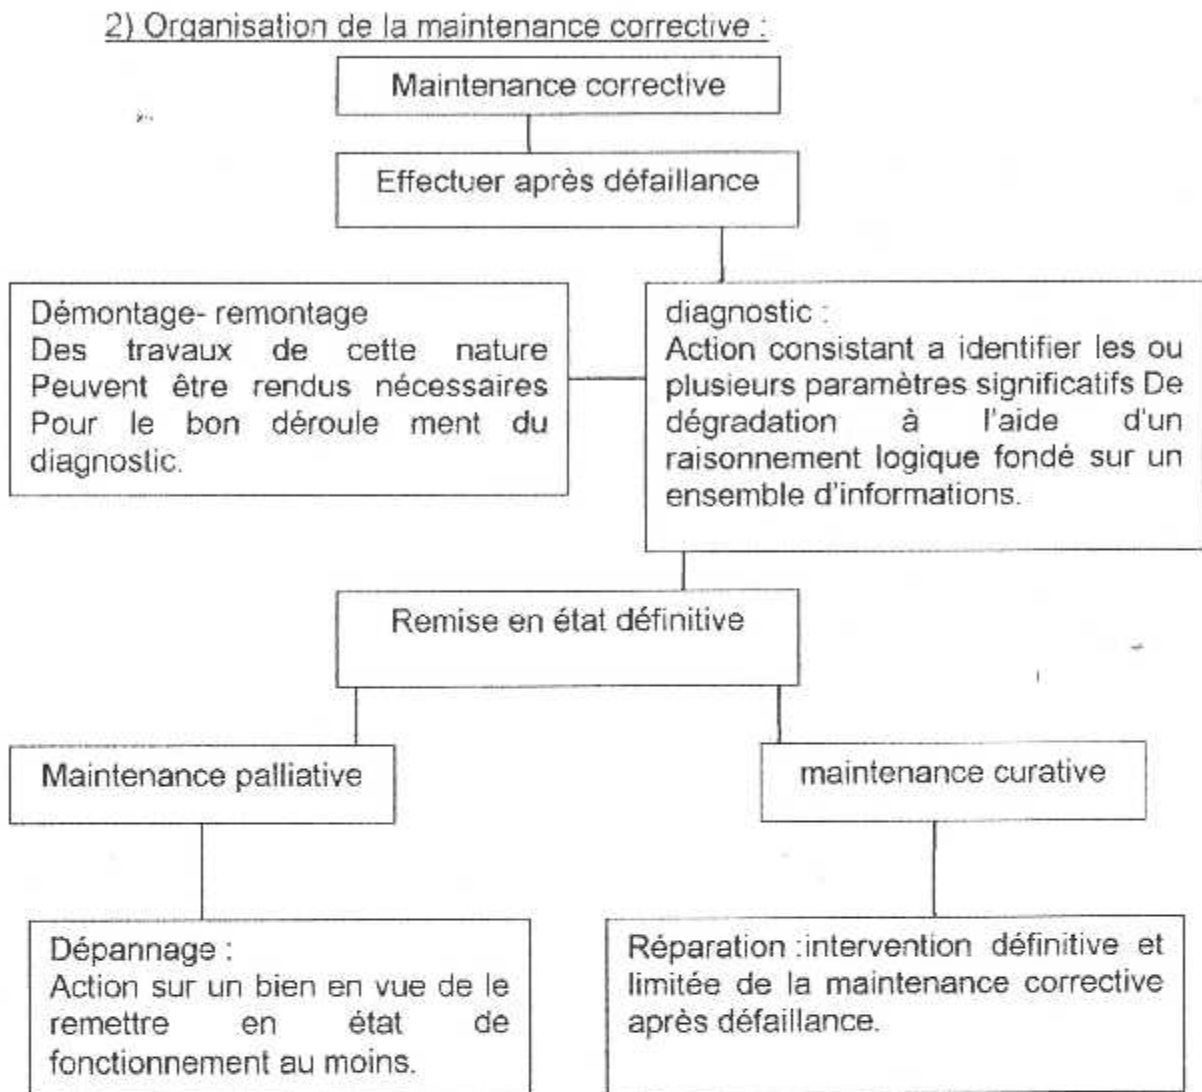 2) Organisation de la maintenance corrective :
Maintenance corrective
Effectuer après défaillance
Démontage- remontage
Des travaux de cette nature
Peuvent être rendus nécessaires
Pour le bon déroule ment du
diagnostic.
diagnostic :
Action consistant a identifier les ou
plusieurs paramètres significatifs De
dégradation à l'aide d'un
raisonnement logique fondé sur un
ensemble d'informations.
Remise en état définitive
Maintenance palliative
maintenance curative
Dépannage :
Action sur un bien en vue de le
remettre en état de
fonctionnement au moins.
Réparation :intervention définitive et
limitée de la maintenance corrective
après défaillance.